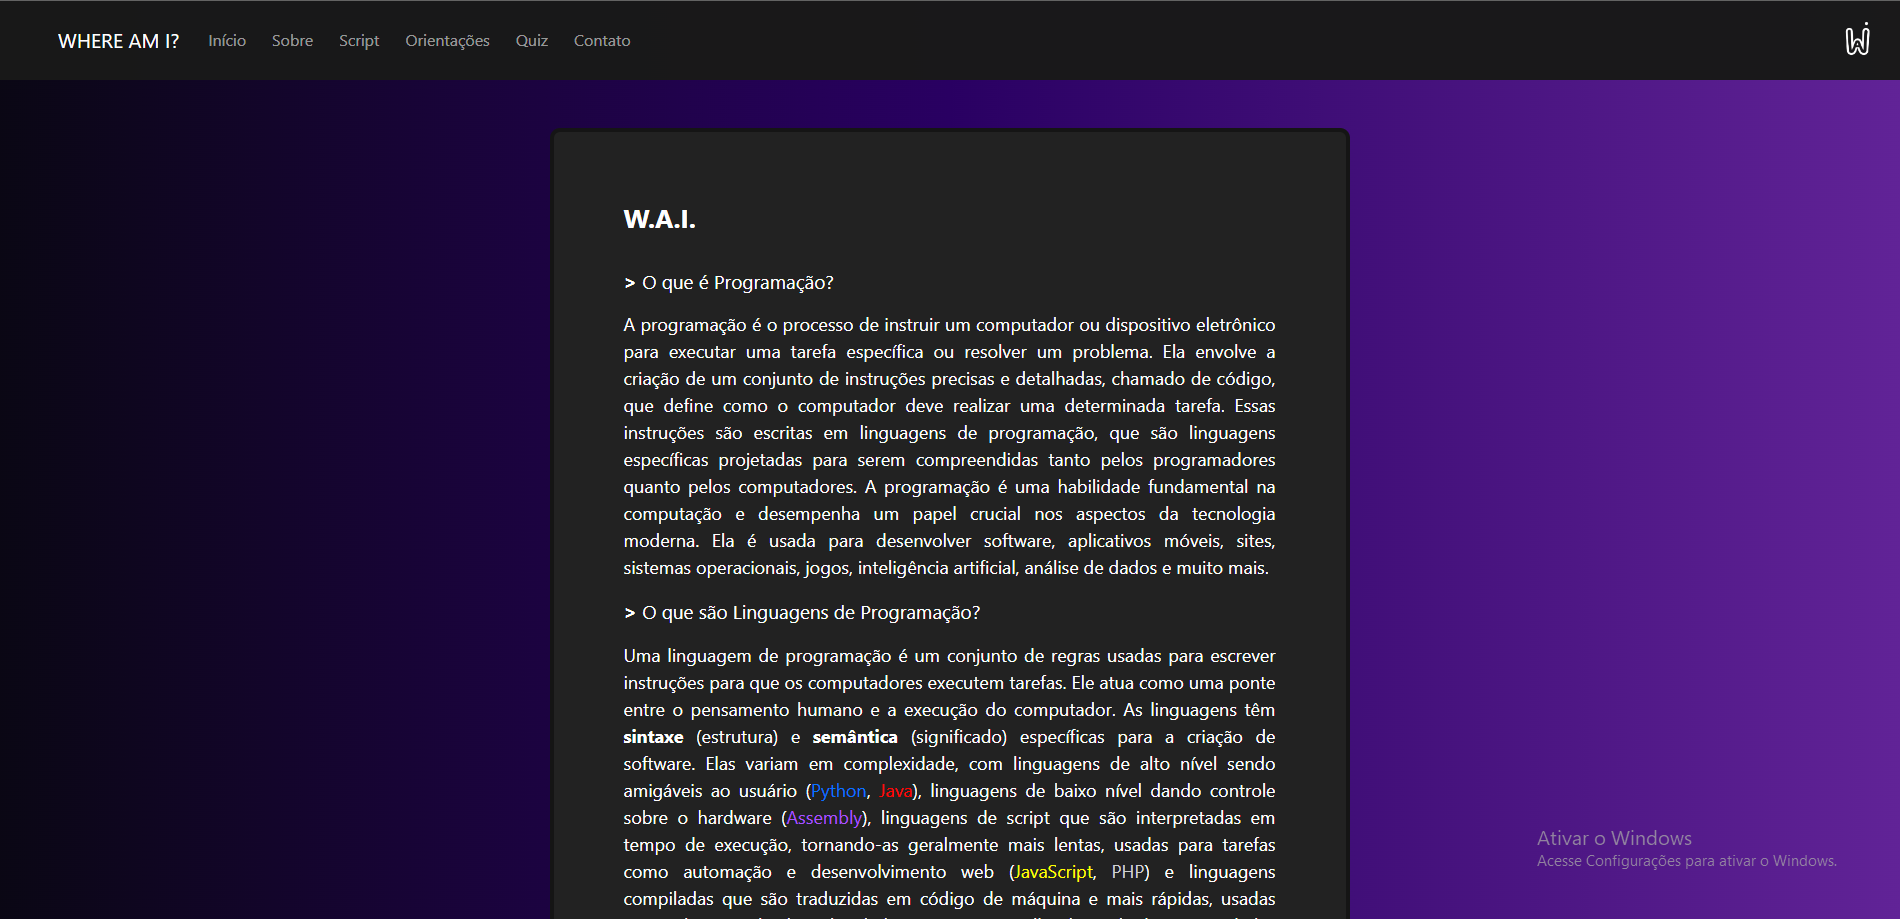 WHERE AM I? Início Sobre Script Orientações Quiz Contato
W.A.I.
> O que é Programação?
A programação é o processo de instruir um computador ou dispositivo eletrônico
para executar uma tarefa específica ou resolver um problema. Ela envolve a
criação de um conjunto de instruções precisas e detalhadas, chamado de código,
que define como o computador deve realizar uma determinada tarefa. Essas
instruções são escritas em linguagens de programação, que são linguagens
específicas projetadas para serem compreendidas tanto pelos programadores
quanto pelos computadores. A programação é uma habilidade fundamental na
computação e desempenha um papel crucial nos aspectos da tecnologia
moderna. Ela é usada para desenvolver software, aplicativos móveis, sites,
sistemas operacionais, jogos, inteligência artificial, análise de dados e muito mais.
> O que são Linguagens de Programação?
Uma linguagem de programação é um conjunto de regras usadas para escrever
instruções para que os computadores executem tarefas. Ele atua como uma ponte
entre o pensamento humano e a execução do computador. As linguagens têm
sintaxe (estrutura) e semântica (significado) específicas para a criação de
software. Elas variam em complexidade, com linguagens de alto nível sendo
amigáveis ao usuário (Python, Java), linguagens de baixo nível dando controle
sobre o hardware (Assembly), linguagens de script que são interpretadas em
tempo de execução, tornando-as geralmente mais lentas, usadas para tarefas
como automação e desenvolvimento web (JavaScript, PHP) e linguagens
compiladas que são traduzidas em código de máquina e mais rápidas, usadas
Ativar o Windows
Acesse Configurações para ativar o Windows.